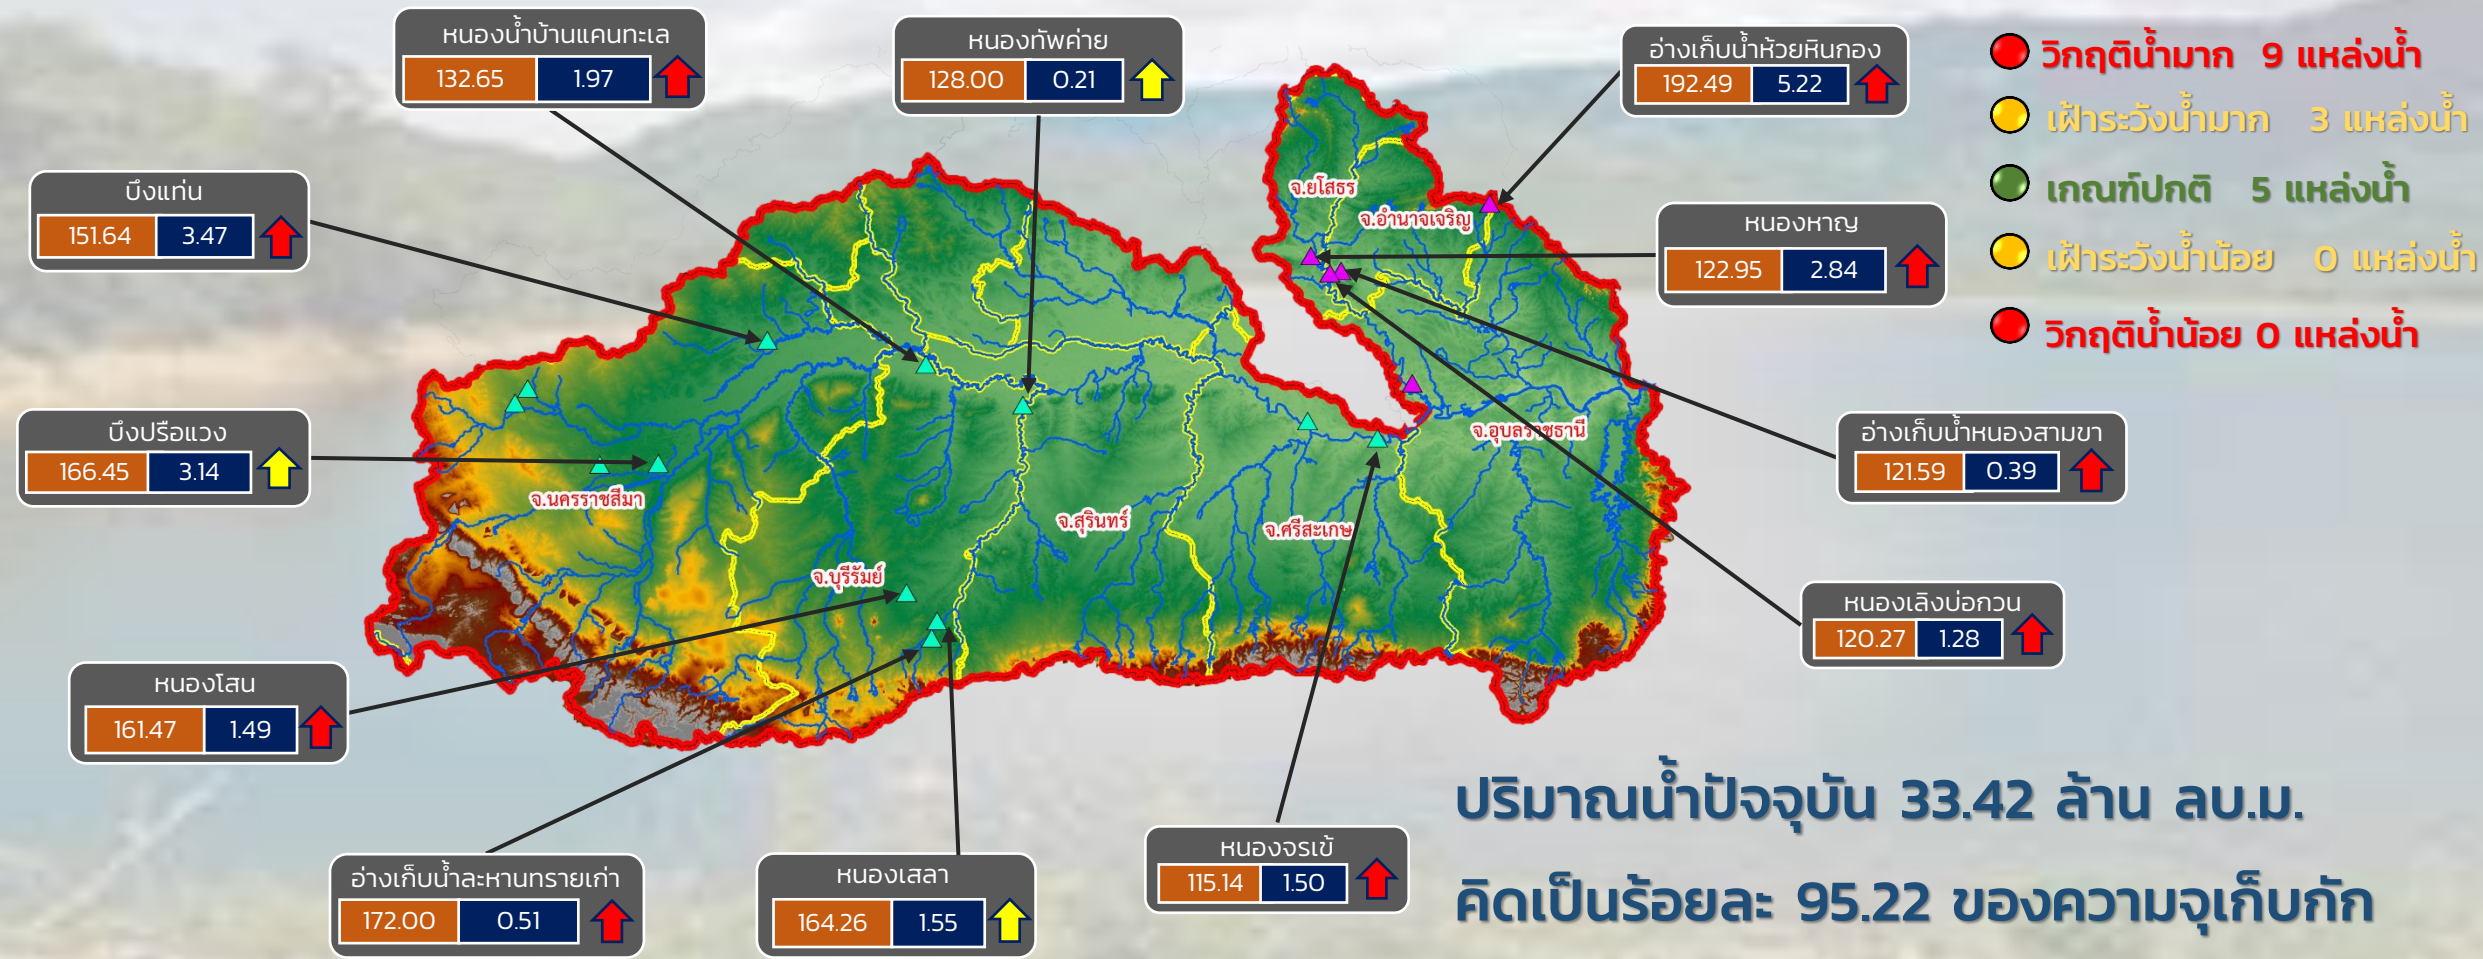 หนองน้ำบ้านแคนทะเล
132.65 1.97
หนองทัพค่าย
128.00 0.21
อ่างเก็บน้ำห้วยหินกอง
192.49 5.22
วิกฤติน้ำมาก 9 แหล่งน้ำ
เฝ้าระวังน้ำมาก 3 แหล่งน้ำ
เกณฑ์ปกติ 5 แหล่งน้ำ
เฝ้าระวังน้ำน้อย 0 แหล่งน้ำ
วิกฤติน้ำน้อย 0 แหล่งน้ำ
บึงแท่น
151.64 3.47
จ.ยโสธร
จ.อำนาจเจริญ
หนองหาญ
122.95 2.84
บึงปรือแวง
166.45 3.14
จ.นครราชสีมา
จ.สุรินทร์
จ.ศรีสะเกษ
จ.อุบลราชธานี
จ.บุรีรัมย์
อ่างเก็บน้ำหนองสามขา
121.59 0.39
หนองเลิงบ่อกวน
120.27 1.28
หนองโสน
161.47 1.49
อ่างเก็บน้ำละหานทรายเก่า
172.00 0.51
หนองเสลา
164.26 1.55
หนองจรเข้
115.14 1.50
ปริมาณน้ำปัจจุบัน 33.42 ล้าน ลบ.ม.
คิดเป็นร้อยละ 95.22 ของความจุเก็บกัก